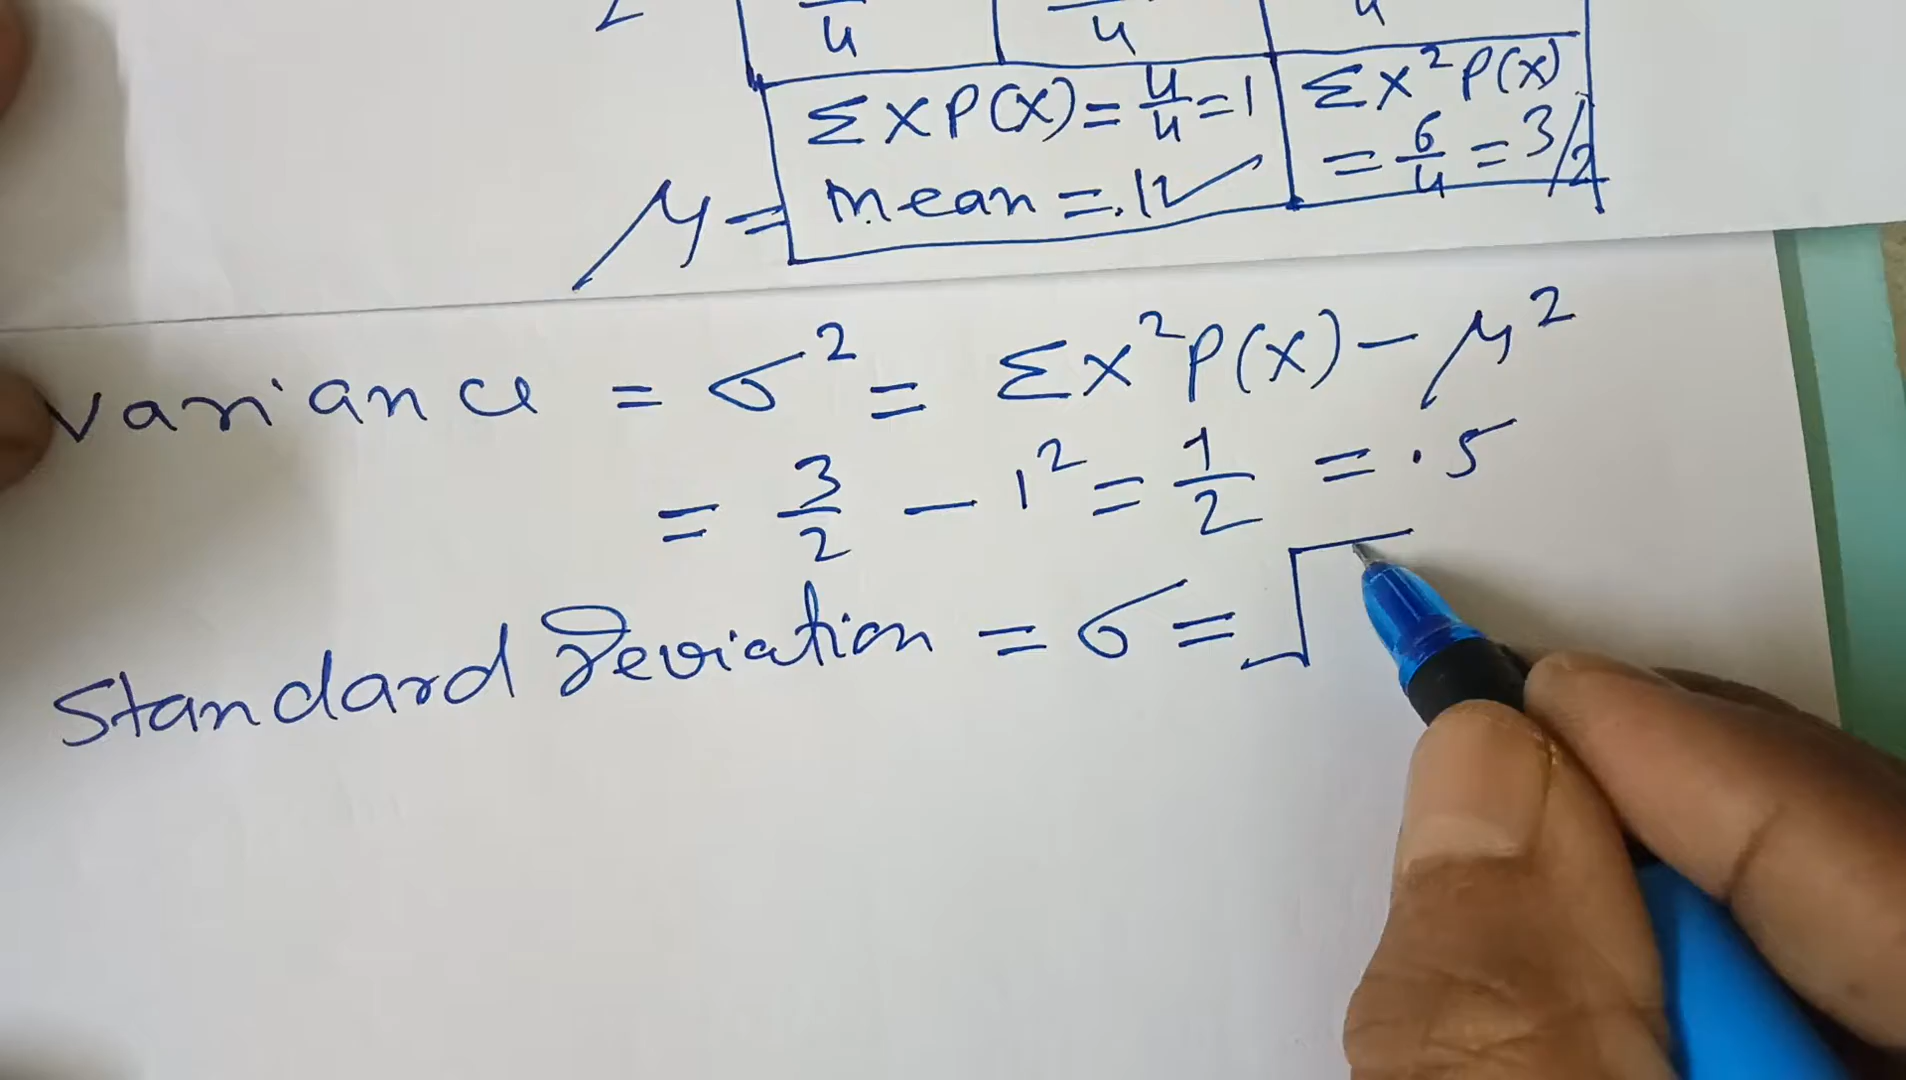 2 4 4 4
ΣXP(X) = 4/4 = 1 ΣX²P(X)
μ = mean = .1 ✓ = 6/4 = 3/2
Variance = σ² = ΣX²P(X) − μ²
= 3/2 − 1² = 1/2 = .5
Standard Deviation = σ = √